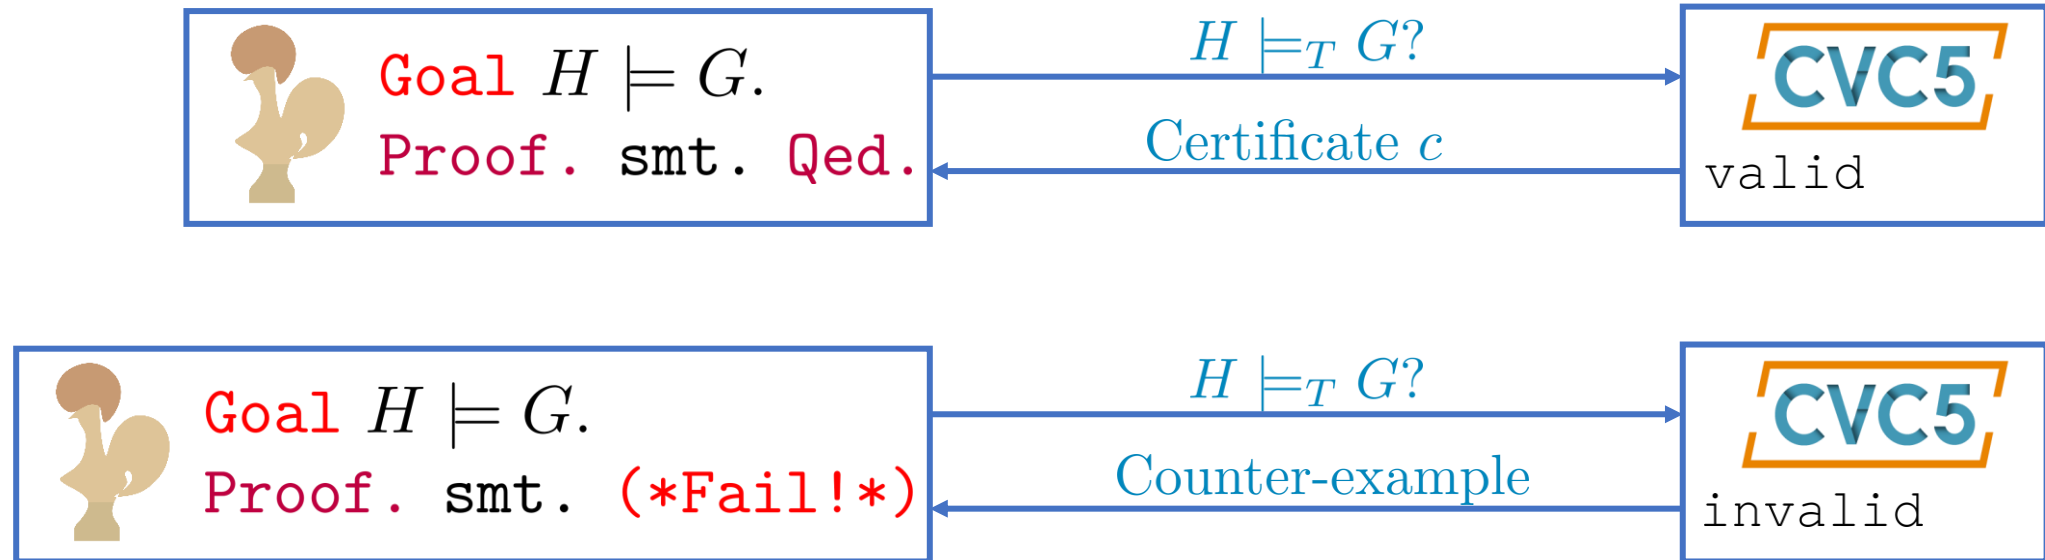 Goal H ⊨ G.
Proof. smt. Qed.
H ⊨_T G?
Certificate c
CVC5
valid
Goal H ⊨ G.
Proof. smt. (*Fail!*)
H ⊨_T G?
Counter-example
CVC5
invalid